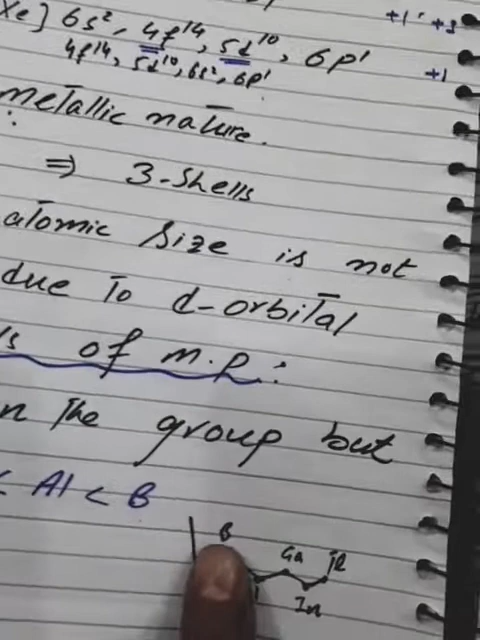 Xe] 6s², 4f¹⁴, 5d¹⁰, 6p¹
+1
4f¹⁴, 5d¹⁰, 6s², 6p¹
+1
metallic nature.
⇒ 3-Shells
atomic Size is not
due To d-orbital
of m.p:
The group but
< Al < B
B
Ga
Tl
In